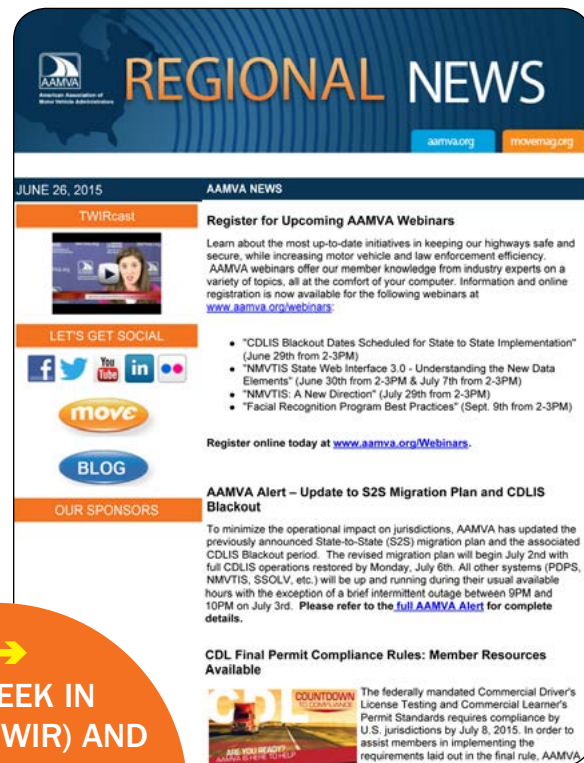 AAMVA
American Association of
Motor Vehicle Administrators
REGIONAL NEWS
aamva.org
movemag.org
JUNE 26, 2015
TWIRcast
LET'S GET SOCIAL
f
You
Tube
in
move
BLOG
OUR SPONSORS
AAMVA NEWS
Register for Upcoming AAMVA Webinars
Learn about the most up-to-date initiatives in keeping our highways safe and
secure, while increasing motor vehicle and law enforcement efficiency.
AAMVA webinars offer our member knowledge from industry experts on a
variety of topics, all at the comfort of your computer. Information and online
registration is now available for the following webinars at
www.aamva.org/webinars:
• "CDLIS Blackout Dates Scheduled for State to State Implementation"
(June 29th from 2-3PM)
• "NMVTIS State Web Interface 3.0 - Understanding the New Data
Elements" (June 30th from 2-3PM & July 7th from 2-3PM)
• "NMVTIS: A New Direction" (July 29th from 2-3PM)
• "Facial Recognition Program Best Practices" (Sept. 9th from 2-3PM)
Register online today at www.aamva.org/Webinars.
AAMVA Alert – Update to S2S Migration Plan and CDLIS
Blackout
To minimize the operational impact on jurisdictions, AAMVA has updated the
previously announced State-to-State (S2S) migration plan and the associated
CDLIS Blackout period. The revised migration plan will begin July 2nd with
full CDLIS operations restored by Monday, July 6th. All other systems (PDPS,
NMVTIS, SSOLV, etc.) will be up and running during their usual available
hours with the exception of a brief intermittent outage between 9PM and
10PM on July 3rd. Please refer to the full AAMVA Alert for complete
details.
CDL Final Permit Compliance Rules: Member Resources
Available
CDL
COUNTDOWN
TO COMPLIANCE
ARE YOU READY?
AAMVA IS HERE TO HELP
The federally mandated Commercial Driver's
License Testing and Commercial Learner's
Permit Standards requires compliance by
U.S. jurisdictions by July 8, 2015. In order to
assist members in implementing the
requirements laid out in the final rule, AAMVA
EEK IN
WIR) AND